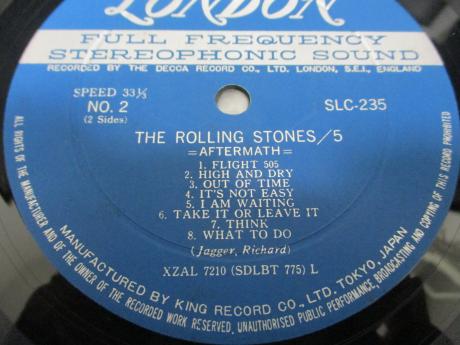 LONDON
FULL FREQUENCY
STEREOPHONIC SOUND
RECORDED BY THE DECCA RECORD CO., LTD. LONDON, S.E.I., ENGLAND
SPEED 33⅓
NO. 2
(2 Sides)
SLC-235
THE ROLLING STONES/5
=AFTERMATH=
1. FLIGHT 505
2. HIGH AND DRY
3. OUT OF TIME
4. IT'S NOT EASY
5. I AM WAITING
6. TAKE IT OR LEAVE IT
7. THINK
8. WHAT TO DO
(Jagger, Richard)
XZAL 7210 (SDLBT 775) L
MANUFACTURED BY KING RECORD CO., LTD. TOKYO, JAPAN
ALL RIGHTS OF THE MANUFACTURER AND OF THE OWNER OF THE RECORDED WORK RESERVED. UNAUTHORISED PUBLIC PERFORMANCE, BROADCASTING AND COPYING OF THIS RECORD PROHIBITED